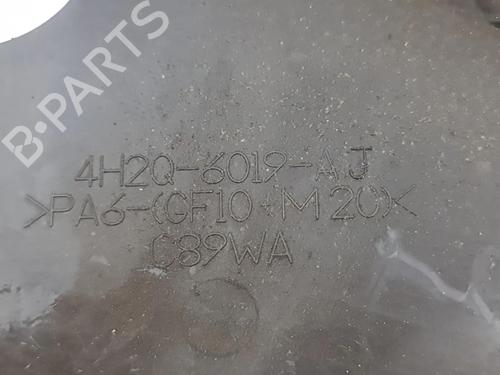 B-PARTS
4H2Q-6019-AJ
>PA6-(GF10+M20)<
C89WA